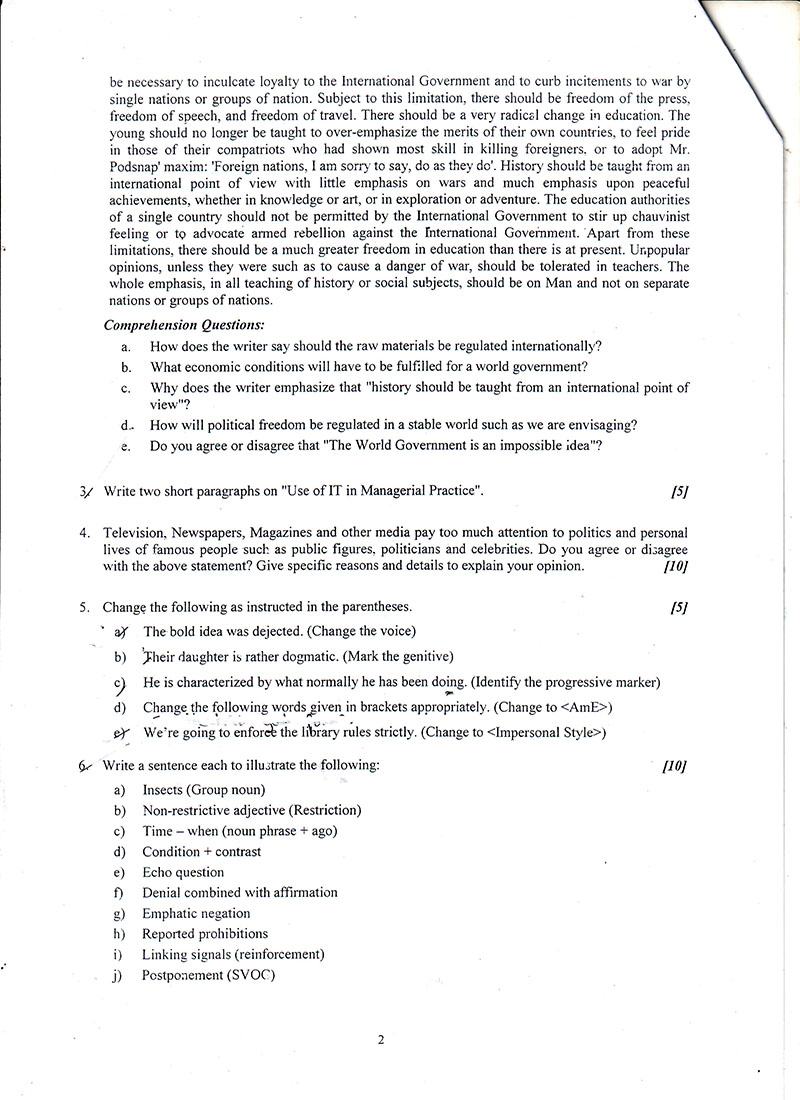 be necessary to inculcate loyalty to the International Government and to curb incitements to war by
single nations or groups of nation. Subject to this limitation, there should be freedom of the press,
freedom of speech, and freedom of travel. There should be a very radical change in education. The
young should no longer be taught to over-emphasize the merits of their own countries, to feel pride
in those of their compatriots who had shown most skill in killing foreigners, or to adopt Mr.
Podsnap' maxim: 'Foreign nations, I am sorry to say, do as they do'. History should be taught from an
international point of view with little emphasis on wars and much emphasis upon peaceful
achievements, whether in knowledge or art, or in exploration or adventure. The education authorities
of a single country should not be permitted by the International Government to stir up chauvinist
feeling or to advocate armed rebellion against the International Government. Apart from these
limitations, there should be a much greater freedom in education than there is at present. Unpopular
opinions, unless they were such as to cause a danger of war, should be tolerated in teachers. The
whole emphasis, in all teaching of history or social subjects, should be on Man and not on separate
nations or groups of nations.
Comprehension Questions:
a. How does the writer say should the raw materials be regulated internationally?
b. What economic conditions will have to be fulfilled for a world government?
c. Why does the writer emphasize that "history should be taught from an international point of
view"?
d. How will political freedom be regulated in a stable world such as we are envisaging?
e. Do you agree or disagree that "The World Government is an impossible idea"?
3. Write two short paragraphs on "Use of IT in Managerial Practice". [5]
4. Television, Newspapers, Magazines and other media pay too much attention to politics and personal
lives of famous people such as public figures, politicians and celebrities. Do you agree or disagree
with the above statement? Give specific reasons and details to explain your opinion. [10]
5. Change the following as instructed in the parentheses. [5]
a) The bold idea was dejected. (Change the voice)
b) Their daughter is rather dogmatic. (Mark the genitive)
c) He is characterized by what normally he has been doing. (Identify the progressive marker)
d) Change the following words given in brackets appropriately. (Change to <AmE>)
e) We're going to enforce the library rules strictly. (Change to <Impersonal Style>)
6. Write a sentence each to illustrate the following: [10]
a) Insects (Group noun)
b) Non-restrictive adjective (Restriction)
c) Time – when (noun phrase + ago)
d) Condition + contrast
e) Echo question
f) Denial combined with affirmation
g) Emphatic negation
h) Reported prohibitions
i) Linking signals (reinforcement)
j) Postponement (SVOC)
2